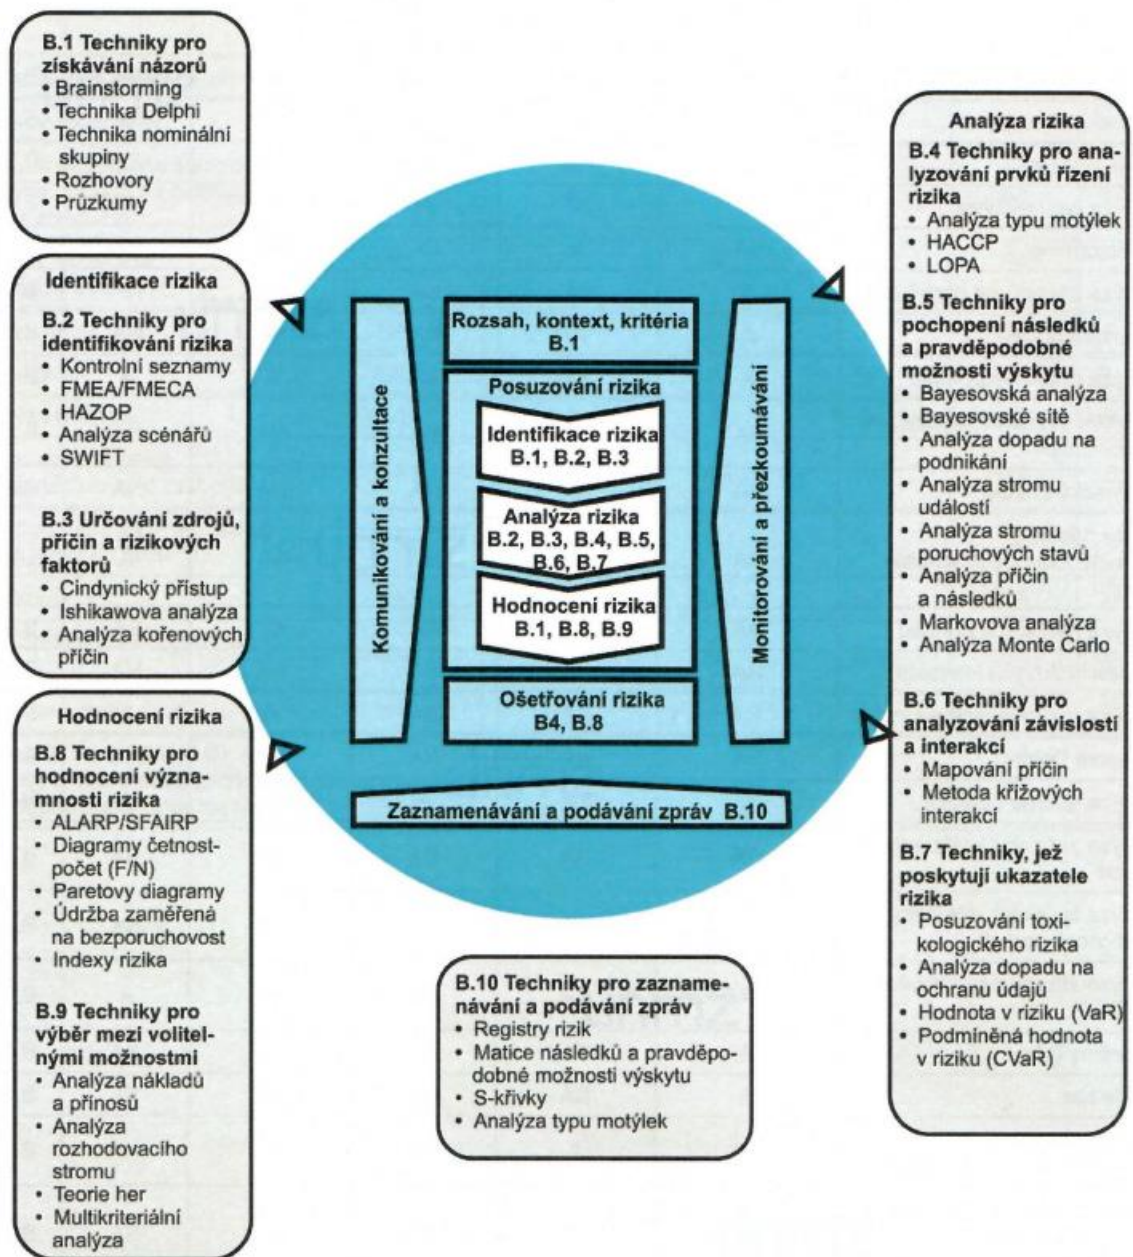 B.1 Techniky pro
získávání názorů
• Brainstorming
• Technika Delphi
• Technika nominální
skupiny
• Rozhovory
• Průzkumy
Identifikace rizika
B.2 Techniky pro
identifikování rizika
• Kontrolní seznamy
• FMEA/FMECA
• HAZOP
• Analýza scénářů
• SWIFT
B.3 Určování zdrojů,
příčin a rizikových
faktorů
• Cindynický přístup
• Ishikawova analýza
• Analýza kořenových
příčin
Hodnocení rizika
B.8 Techniky pro
hodnocení význa-
mnosti rizika
• ALARP/SFAIRP
• Diagramy četnost-
počet (F/N)
• Paretovy diagramy
• Údržba zaměřená
na bezporuchovost
• Indexy rizika
B.9 Techniky pro
výběr mezi volitel-
nými možnostmi
• Analýza nákladů
a přínosů
• Analýza
rozhodovacího
stromu
• Teorie her
• Multikriteriální
analýza
Komunikování a konzultace
Rozsah, kontext, kritéria
B.1
Posuzování rizika
Identifikace rizika
B.1, B.2, B.3
Analýza rizika
B.2, B.3, B.4, B.5,
B.6, B.7
Hodnocení rizika
B.1, B.8, B.9
Ošetřování rizika
B4, B.8
Monitorování a přezkoumávání
Zaznamenávání a podávání zpráv B.10
B.10 Techniky pro zazname-
návání a podávání zpráv
• Registry rizik
• Matice následků a pravděpo-
dobné možnosti výskytu
• S-křivky
• Analýza typu motýlek
Analýza rizika
B.4 Techniky pro ana-
lyzování prvků řízení
rizika
• Analýza typu motýlek
• HACCP
• LOPA
B.5 Techniky pro
pochopení následků
a pravděpodobné
možnosti výskytu
• Bayesovská analýza
• Bayesovské sítě
• Analýza dopadu na
podnikání
• Analýza stromu
událostí
• Analýza stromu
poruchových stavů
• Analýza příčin
a následků
• Markovova analýza
• Analýza Monte Carlo
B.6 Techniky pro
analyzování závislostí
a interakcí
• Mapování příčin
• Metoda křížových
interakcí
B.7 Techniky, jež
poskytují ukazatele
rizika
• Posuzování toxi-
kologického rizika
• Analýza dopadu na
ochranu údajů
• Hodnota v riziku (VaR)
• Podmíněná hodnota
v riziku (CVaR)